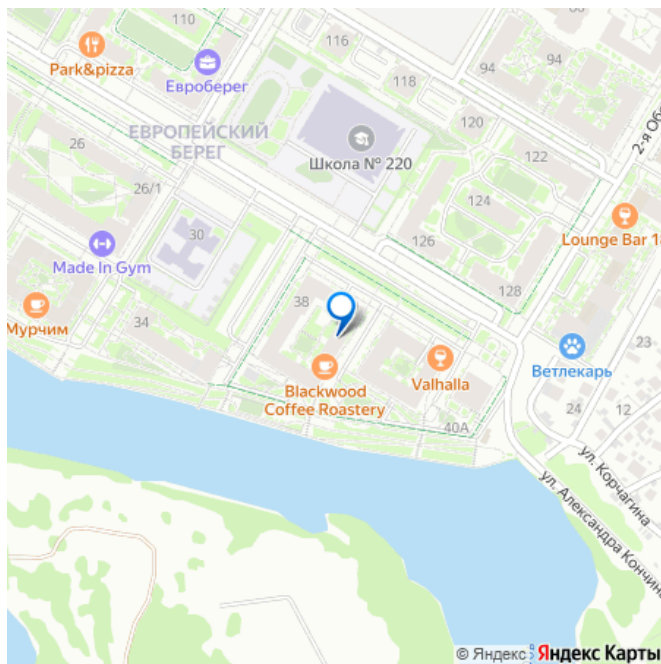 110
116
94
94
Park&pizza
118
Евроберег
120
2-я Об
ЕВРОПЕЙСКИЙ
БЕРЕГ
26
Школа № 220
122
26/1
30
126
Lounge Bar 1
Made In Gym
128
38
Мурчим
34
23
Valhalla
Ветлекарь
Blackwood
Coffee Roastery
24
12
40А
ул. Корчагина
ул. Александра Кончина
© Яндекс
Яндекс Карты